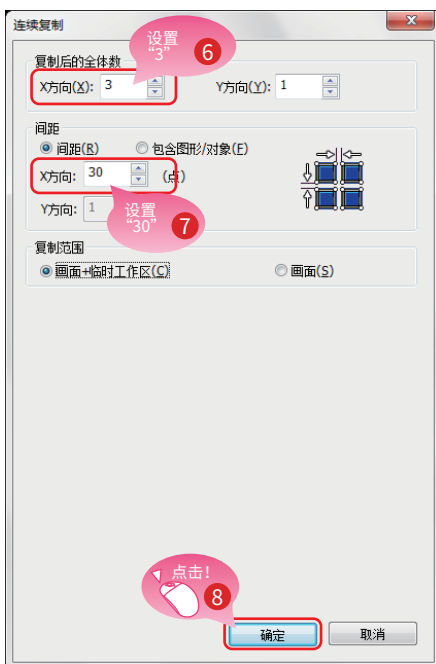 连续复制
设置
“3”
6
复制后的全体数
X方向(X): 3
Y方向(Y): 1
间距
间距(R)
包含图形/对象(F)
X方向: 30 (点)
Y方向: 1
设置
“30”
7
复制范围
画面+临时工作区(C)
画面(S)
点击!
8
确定
取消